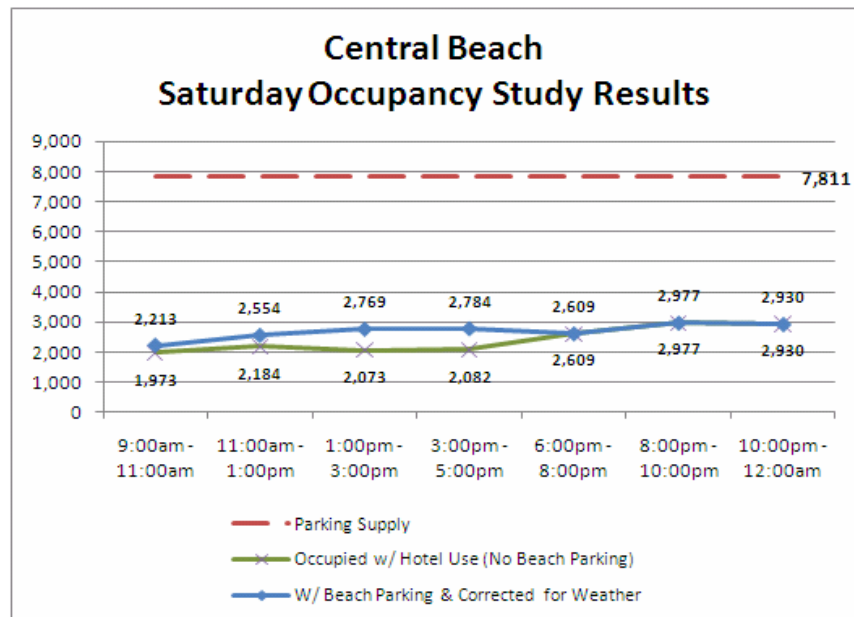 Central Beach
Saturday Occupancy Study Results
9,000
8,000
7,811
7,000
6,000
5,000
4,000
2,213 2,554 2,769 2,784 2,609 2,977 2,930
3,000
2,000
1,973 2,184 2,073 2,082 2,609 2,977 2,930
1,000
0
9:00am - 11:00am - 1:00pm - 3:00pm - 6:00pm - 8:00pm - 10:00pm -
11:00am 1:00pm 3:00pm 5:00pm 8:00pm 10:00pm 12:00am
Parking Supply
Occupied w/ Hotel Use (No Beach Parking)
W/ Beach Parking & Corrected for Weather